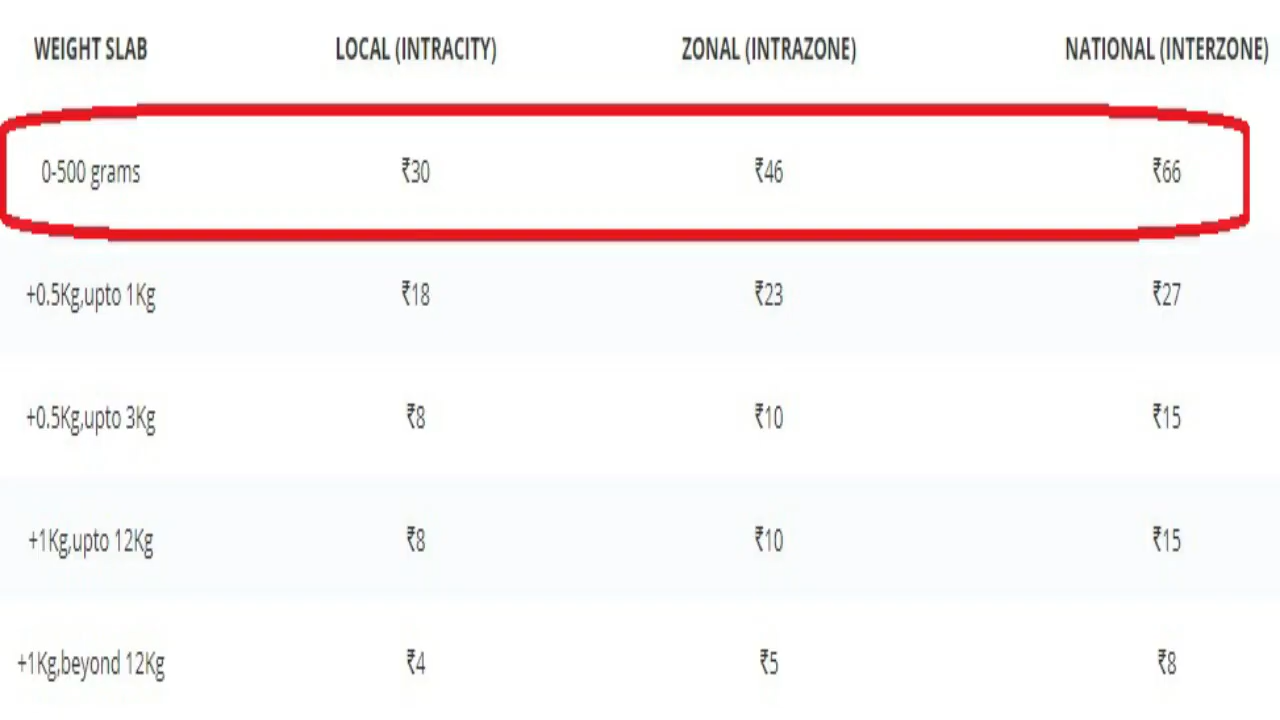 WEIGHT SLAB LOCAL (INTRACITY) ZONAL (INTRAZONE) NATIONAL (INTERZONE)
0-500 grams ₹30 ₹46 ₹66
+0.5Kg,upto 1Kg ₹18 ₹23 ₹27
+0.5Kg,upto 3Kg ₹8 ₹10 ₹15
+1Kg,upto 12Kg ₹8 ₹10 ₹15
+1Kg,beyond 12Kg ₹4 ₹5 ₹8